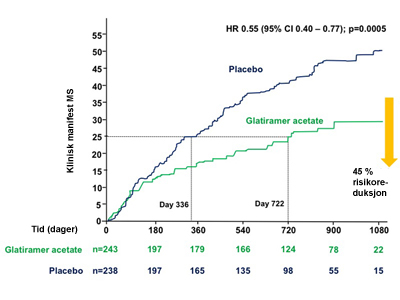 HR 0.55 (95% CI 0.40 – 0.77); p=0.0005
Klinisk manifest MS
55
50
45
40
35
30
25
20
15
10
5
0
Placebo
Glatiramer acetate
45 %
risikore-
duksjon
Day 336
Day 722
Tid (dager)
0 180 360 540 720 900 1080
Glatiramer acetate n=243 197 179 166 124 78 22
Placebo n=238 197 165 135 98 55 15